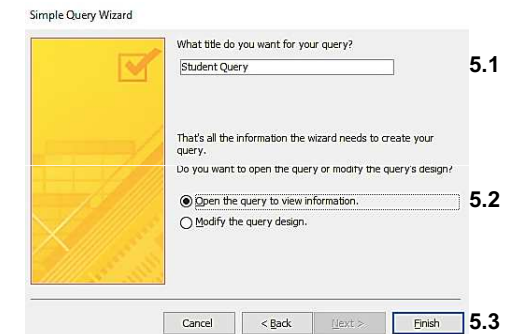 Simple Query Wizard
What title do you want for your query?
Student Query
5.1
That's all the information the wizard needs to create your
query.
Do you want to open the query or modify the query's design?
Open the query to view information.
5.2
Modify the query design.
Cancel
< Back
Next >
Finish
5.3